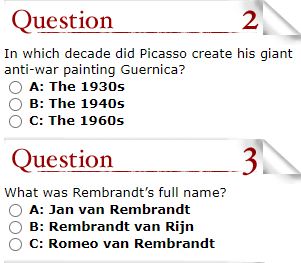 Question 2
In which decade did Picasso create his giant
anti-war painting Guernica?
A: The 1930s
B: The 1940s
C: The 1960s
Question 3
What was Rembrandt’s full name?
A: Jan van Rembrandt
B: Rembrandt van Rijn
C: Romeo van Rembrandt